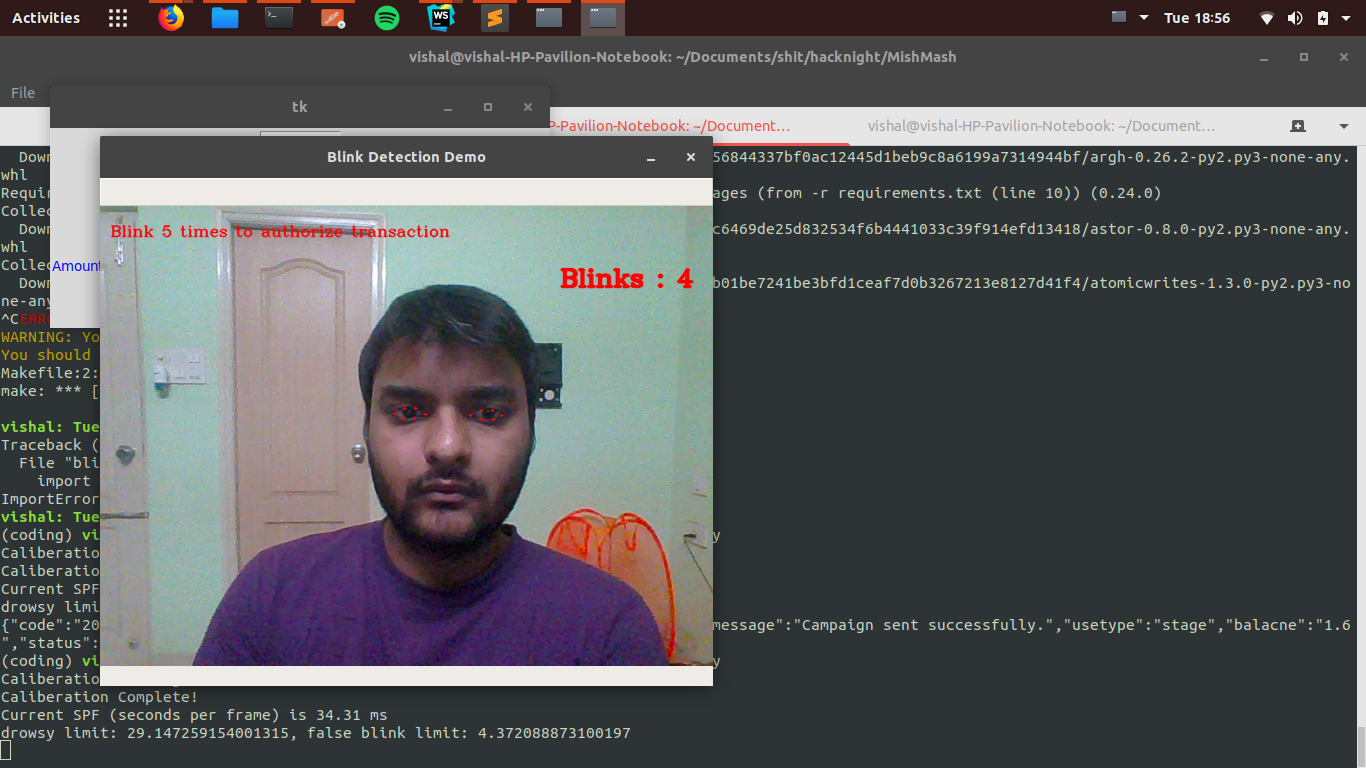 Activities
WS
Tue 18:56
vishal@vishal-HP-Pavilion-Notebook: ~/Documents/shit/hacknight/MishMash
File
tk
P-Pavilion-Notebook: ~/Document…
vishal@vishal-HP-Pavilion-Notebook: ~/Document…
Blink Detection Demo
Blink 5 times to authorize transaction
Blinks : 4
Amount
Down
56844337bf0ac12445d1beb9c8a6199a7314944bf/argh-0.26.2-py2.py3-none-any.
whl
Requir
ages (from -r requirements.txt (line 10)) (0.24.0)
Collec
Down
c6469de25d832534f6b4441033c39f914efd13418/astor-0.8.0-py2.py3-none-any.
whl
Collec
Down
b01be7241be3bfd1ceaf7d0b3267213e8127d41f4/atomicwrites-1.3.0-py2.py3-no
ne-any
^CERRO
WARNING: Yo
You should
Makefile:2:
make: *** [
vishal: Tue
Traceback (
File "bli
import
ImportError
vishal: Tue
(coding) vi
y
Caliberatio
Caliberatio
Current SPF
drowsy limi
{"code":"20
message":"Campaign sent successfully.","usetype":"stage","balacne":"1.6
","status":
(coding) vi
y
Caliberatio
Caliberation Complete!
Current SPF (seconds per frame) is 34.31 ms
drowsy limit: 29.147259154001315, false blink limit: 4.372088873100197